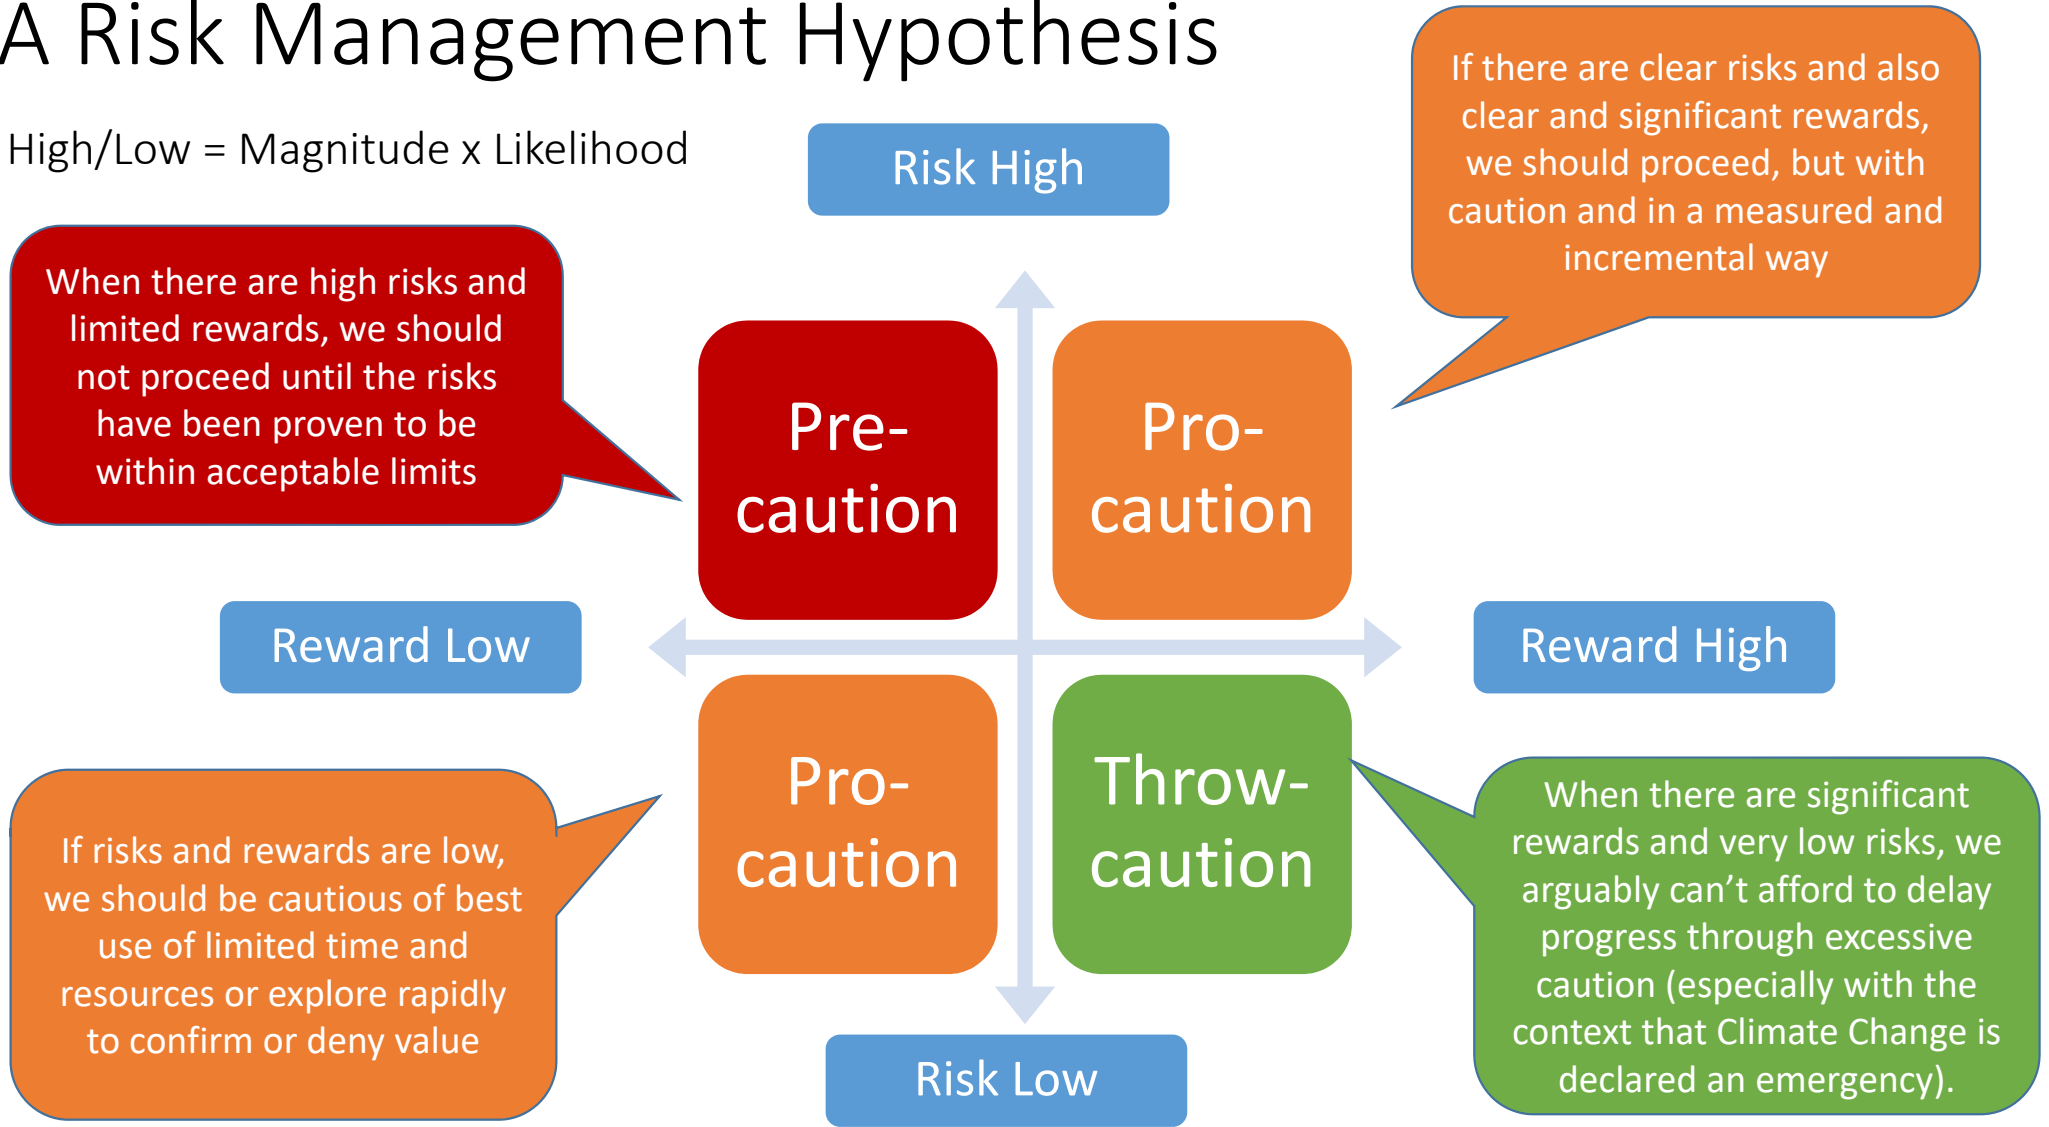 A Risk Management Hypothesis
High/Low = Magnitude x Likelihood
Risk High
If there are clear risks and also
clear and significant rewards,
we should proceed, but with
caution and in a measured and
incremental way
When there are high risks and
limited rewards, we should
not proceed until the risks
have been proven to be
within acceptable limits
Pre-
caution
Pro-
caution
Reward Low
Reward High
Pro-
caution
Throw-
caution
If risks and rewards are low,
we should be cautious of best
use of limited time and
resources or explore rapidly
to confirm or deny value
When there are significant
rewards and very low risks, we
arguably can’t afford to delay
progress through excessive
caution (especially with the
context that Climate Change is
declared an emergency).
Risk Low